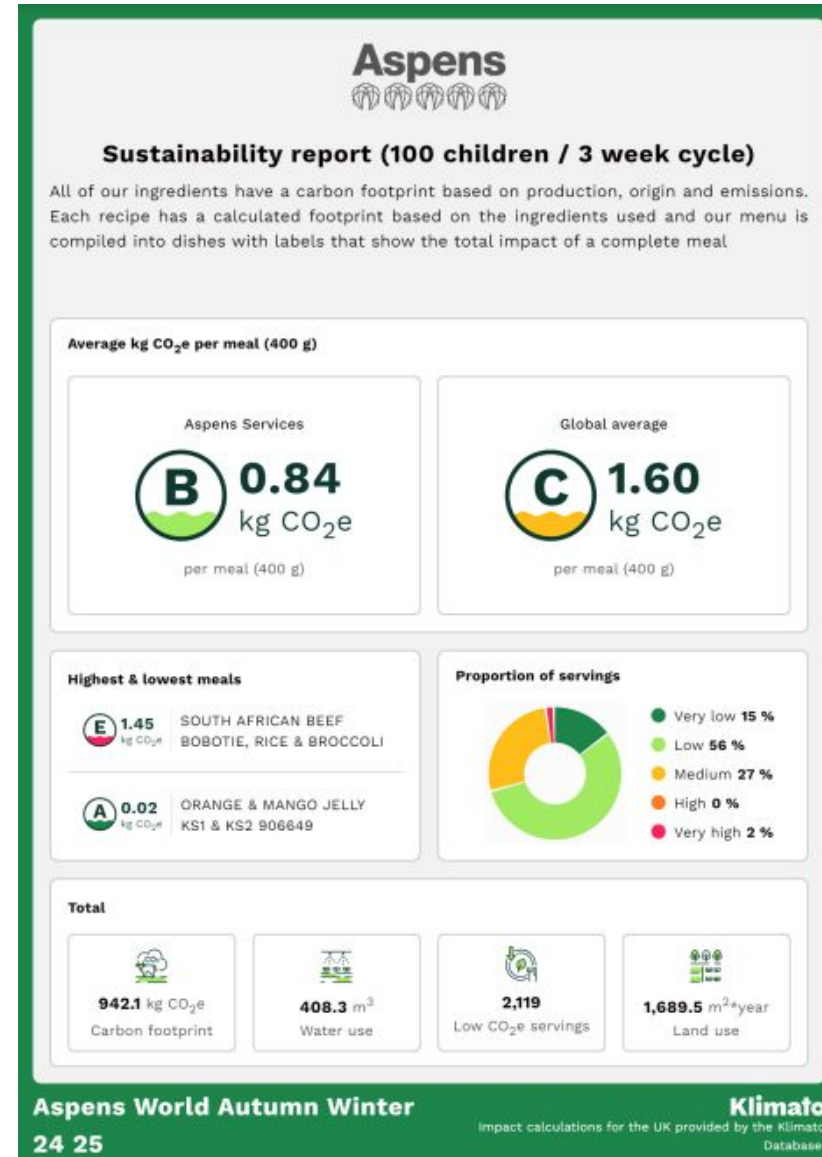 Aspens
Sustainability report (100 children / 3 week cycle)
All of our ingredients have a carbon footprint based on production, origin and emissions.
Each recipe has a calculated footprint based on the ingredients used and our menu is
compiled into dishes with labels that show the total impact of a complete meal
Average kg CO₂e per meal (400 g)
Aspens Services
B 0.84
kg CO₂e
per meal (400 g)
Global average
C 1.60
kg CO₂e
per meal (400 g)
Highest & lowest meals
E 1.45
kg CO₂e
SOUTH AFRICAN BEEF
BOBOTIE, RICE & BROCCOLI
A 0.02
kg CO₂e
ORANGE & MANGO JELLY
KS1 & KS2 906649
Proportion of servings
Very low 15 %
Low 56 %
Medium 27 %
High 0 %
Very high 2 %
Total
942.1 kg CO₂e
Carbon footprint
408.3 m³
Water use
2,119
Low CO₂e servings
1,689.5 m²*year
Land use
Aspens World Autumn Winter
24 25
Klimato
Impact calculations for the UK provided by the Klimato
Database